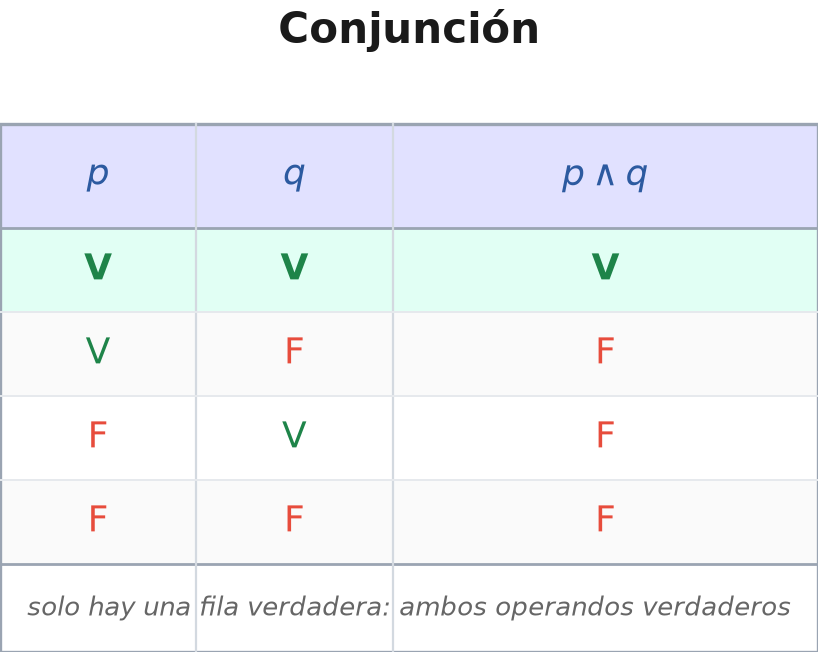 Conjunción
p q p ∧ q
V V V
V F F
F V F
F F F
solo hay una fila verdadera: ambos operandos verdaderos